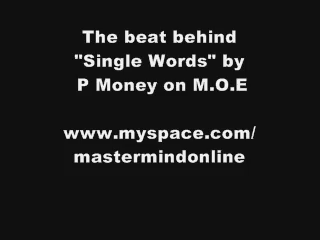 The beat behind
"Single Words" by
P Money on M.O.E
www.myspace.com/
mastermindonline